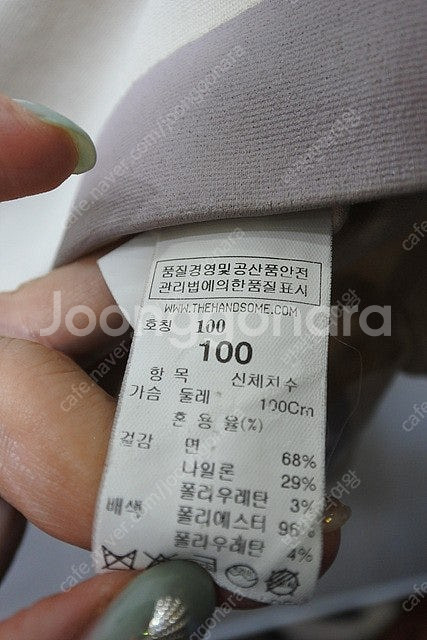 품질경영및공산품안전
관리법에의한품질표시
WWW.THEHANDSOME.COM
Joonggonara
호칭 100
100
항 목 신체치수
가슴 둘레 100Cm
혼 용 율(%)
겉감 면 68%
나일론 29%
폴리우레탄 3%
배색 폴리에스터 96%
폴리우레탄 4%